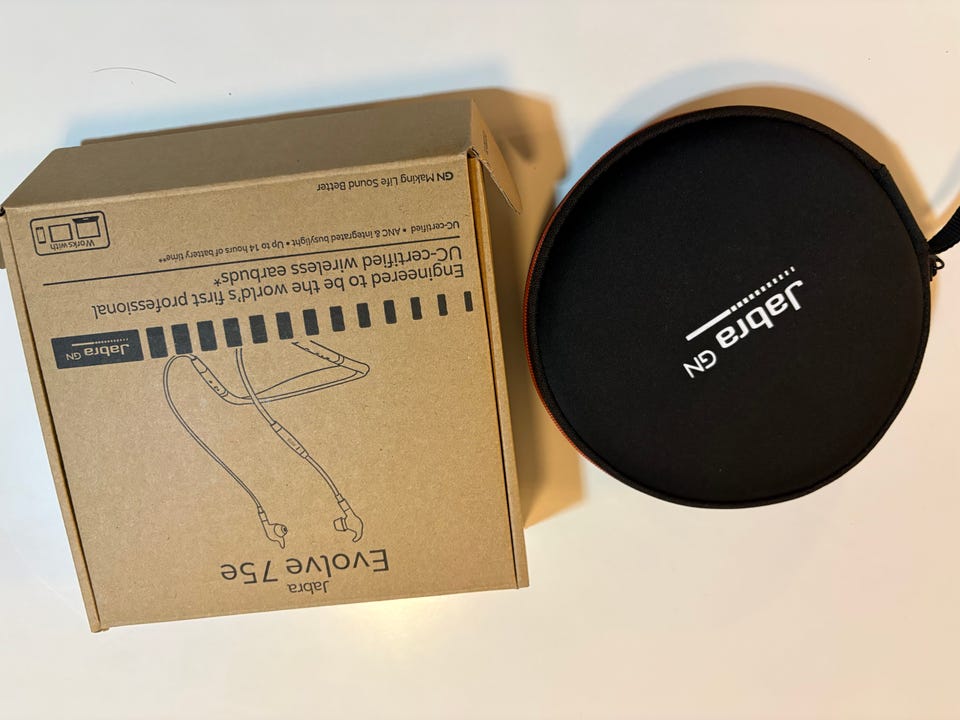 Jabra
Evolve 75e
Jabra GN
Engineered to be the world's first professional
UC-certified wireless earbuds*
UC-certified • ANC & integrated busylight • Up to 14 hours of battery time**
Works with
GN Making Life Sound Better
Jabra GN